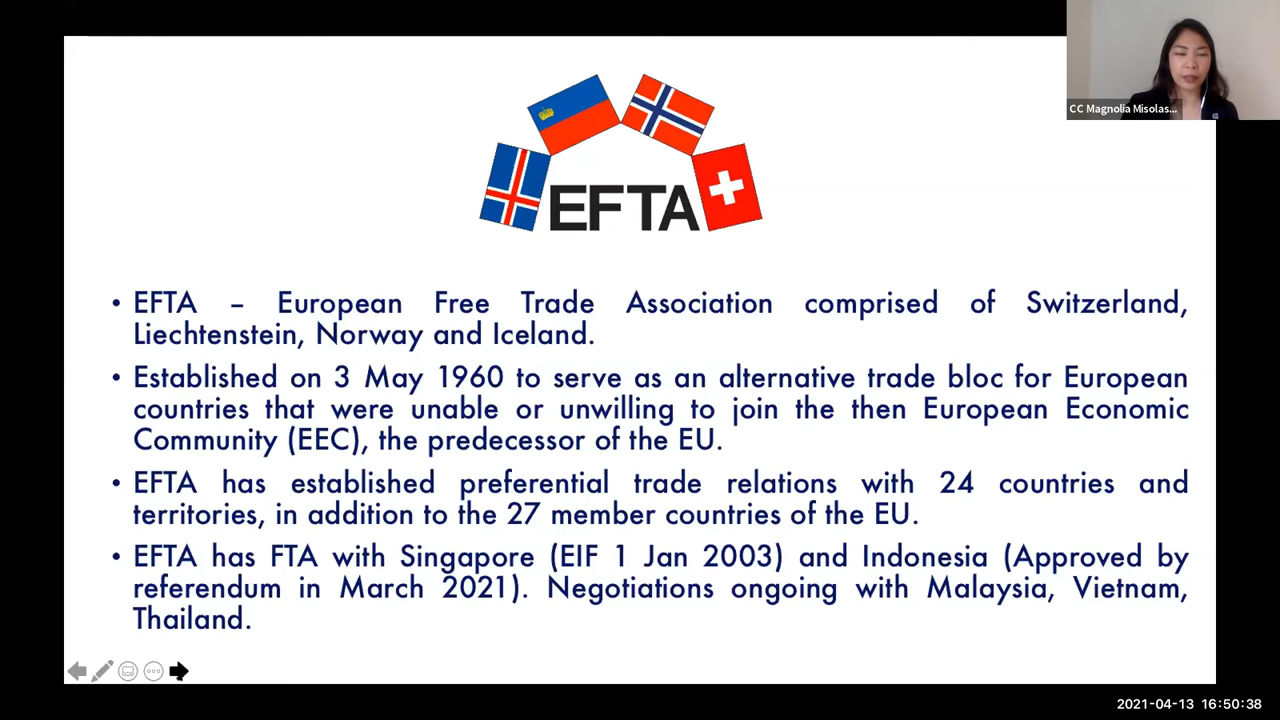 CC Magnolia Misolas...
EFTA
• EFTA – European Free Trade Association comprised of Switzerland,
Liechtenstein, Norway and Iceland.
• Established on 3 May 1960 to serve as an alternative trade bloc for European
countries that were unable or unwilling to join the then European Economic
Community (EEC), the predecessor of the EU.
• EFTA has established preferential trade relations with 24 countries and
territories, in addition to the 27 member countries of the EU.
• EFTA has FTA with Singapore (EIF 1 Jan 2003) and Indonesia (Approved by
referendum in March 2021). Negotiations ongoing with Malaysia, Vietnam,
Thailand.
2021-04-13 16:50:38